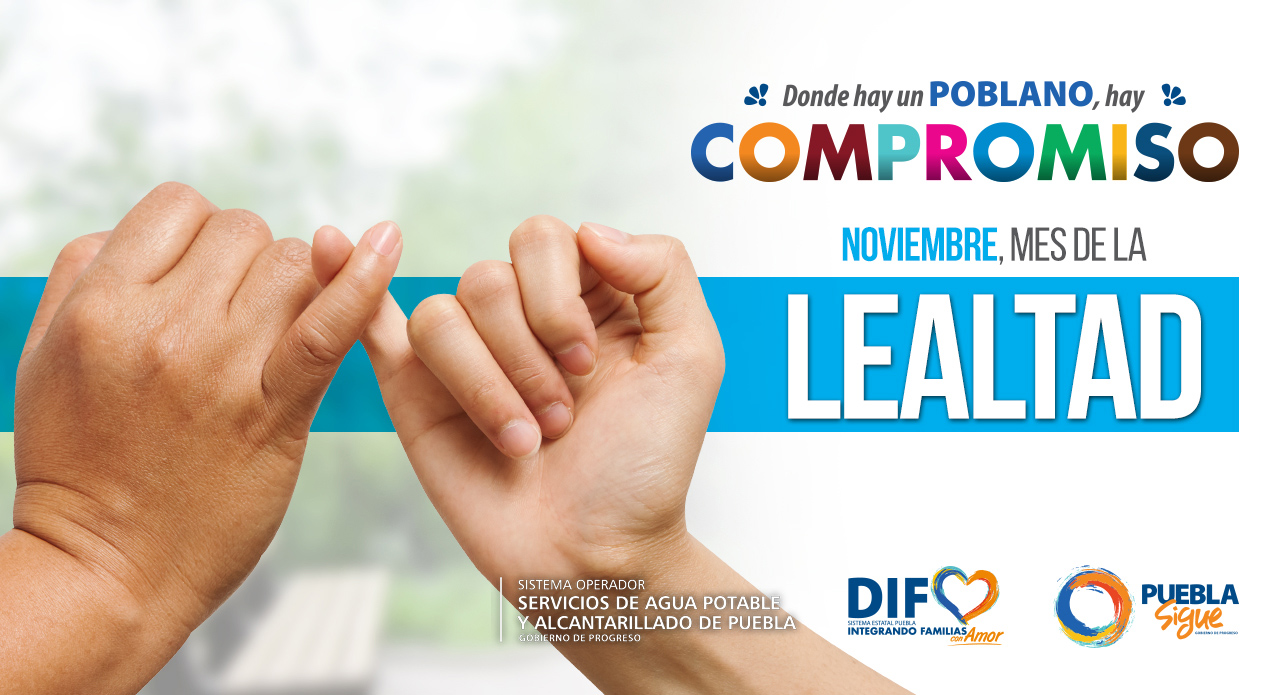 Donde hay un POBLANO, hay
COMPROMISO
NOVIEMBRE, MES DE LA
LEALTAD
SISTEMA OPERADOR
SERVICIOS DE AGUA POTABLE
Y ALCANTARILLADO DE PUEBLA
GOBIERNO DE PROGRESO
DIF
SISTEMA ESTATAL PUEBLA
INTEGRANDO FAMILIAS
con Amor
PUEBLA
Sigue
GOBIERNO DE PROGRESO